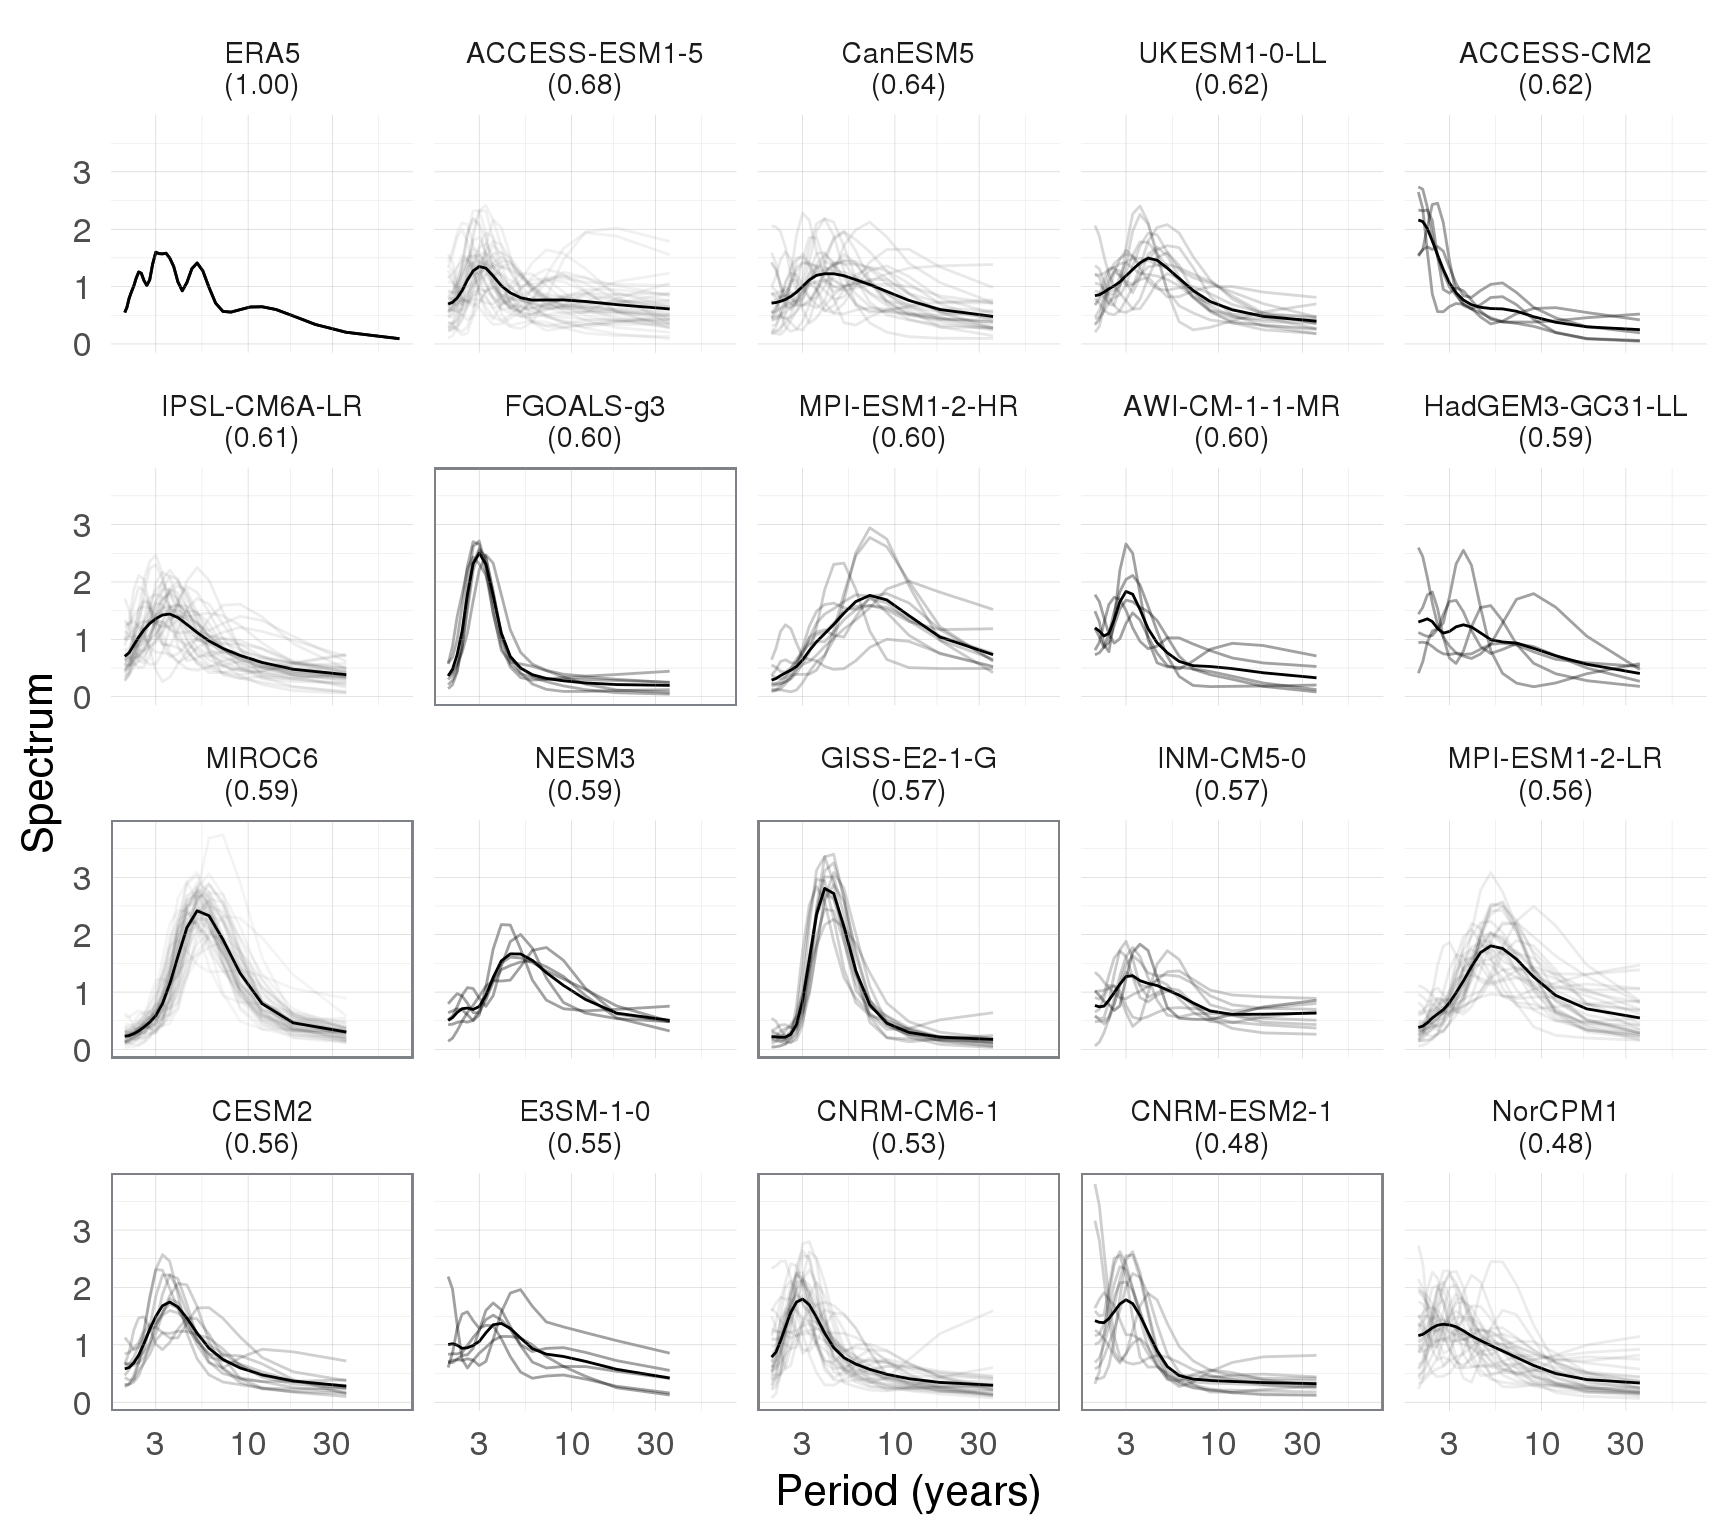 ERA5
(1.00)
ACCESS-ESM1-5
(0.68)
CanESM5
(0.64)
UKESM1-0-LL
(0.62)
ACCESS-CM2
(0.62)
3
2
1
0
IPSL-CM6A-LR
(0.61)
FGOALS-g3
(0.60)
MPI-ESM1-2-HR
(0.60)
AWI-CM-1-1-MR
(0.60)
HadGEM3-GC31-LL
(0.59)
3
2
1
0
MIROC6
(0.59)
NESM3
(0.59)
GISS-E2-1-G
(0.57)
INM-CM5-0
(0.57)
MPI-ESM1-2-LR
(0.56)
3
2
1
0
CESM2
(0.56)
E3SM-1-0
(0.55)
CNRM-CM6-1
(0.53)
CNRM-ESM2-1
(0.48)
NorCPM1
(0.48)
3
2
1
0
3 10 30
3 10 30
3 10 30
3 10 30
3 10 30
Period (years)
Spectrum